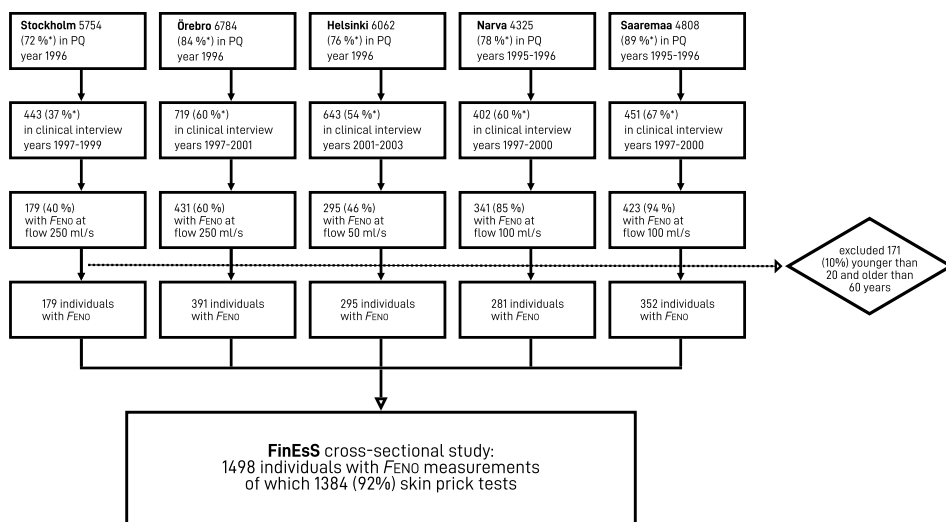 Stockholm 5754
(72 %*) in PQ
year 1996
Örebro 6784
(84 %*) in PQ
year 1996
Helsinki 6062
(76 %*) in PQ
year 1996
Narva 4325
(78 %*) in PQ
years 1995-1996
Saaremaa 4808
(89 %*) in PQ
years 1995-1996
443 (37 %*)
in clinical interview
years 1997-1999
719 (60 %*)
in clinical interview
years 1997-2001
643 (54 %*)
in clinical interview
years 2001-2003
402 (60 %*)
in clinical interview
years 1997-2000
451 (67 %*)
in clinical interview
years 1997-2000
179 (40 %)
with FENO at
flow 250 ml/s
431 (60 %)
with FENO at
flow 250 ml/s
295 (46 %)
with FENO at
flow 50 ml/s
341 (85 %)
with FENO at
flow 100 ml/s
423 (94 %)
with FENO at
flow 100 ml/s
excluded 171
(10%) younger than
20 and older than
60 years
179 individuals
with FENO
391 individuals
with FENO
295 individuals
with FENO
281 individuals
with FENO
352 individuals
with FENO
FinEsS cross-sectional study:
1498 individuals with FENO measurements
of which 1384 (92%) skin prick tests